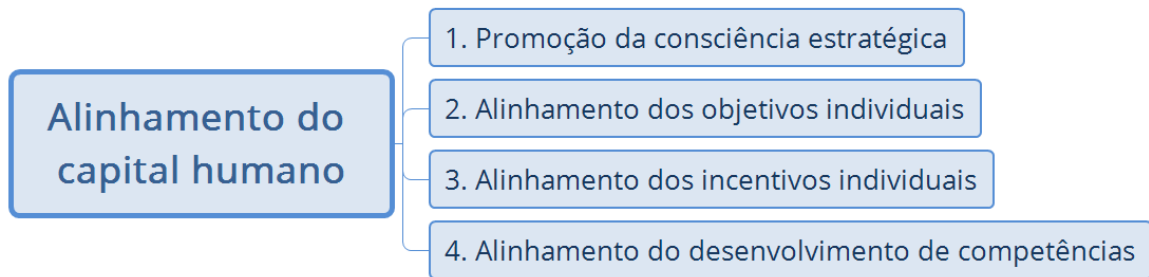 Alinhamento do
capital humano
1. Promoção da consciência estratégica
2. Alinhamento dos objetivos individuais
3. Alinhamento dos incentivos individuais
4. Alinhamento do desenvolvimento de competências